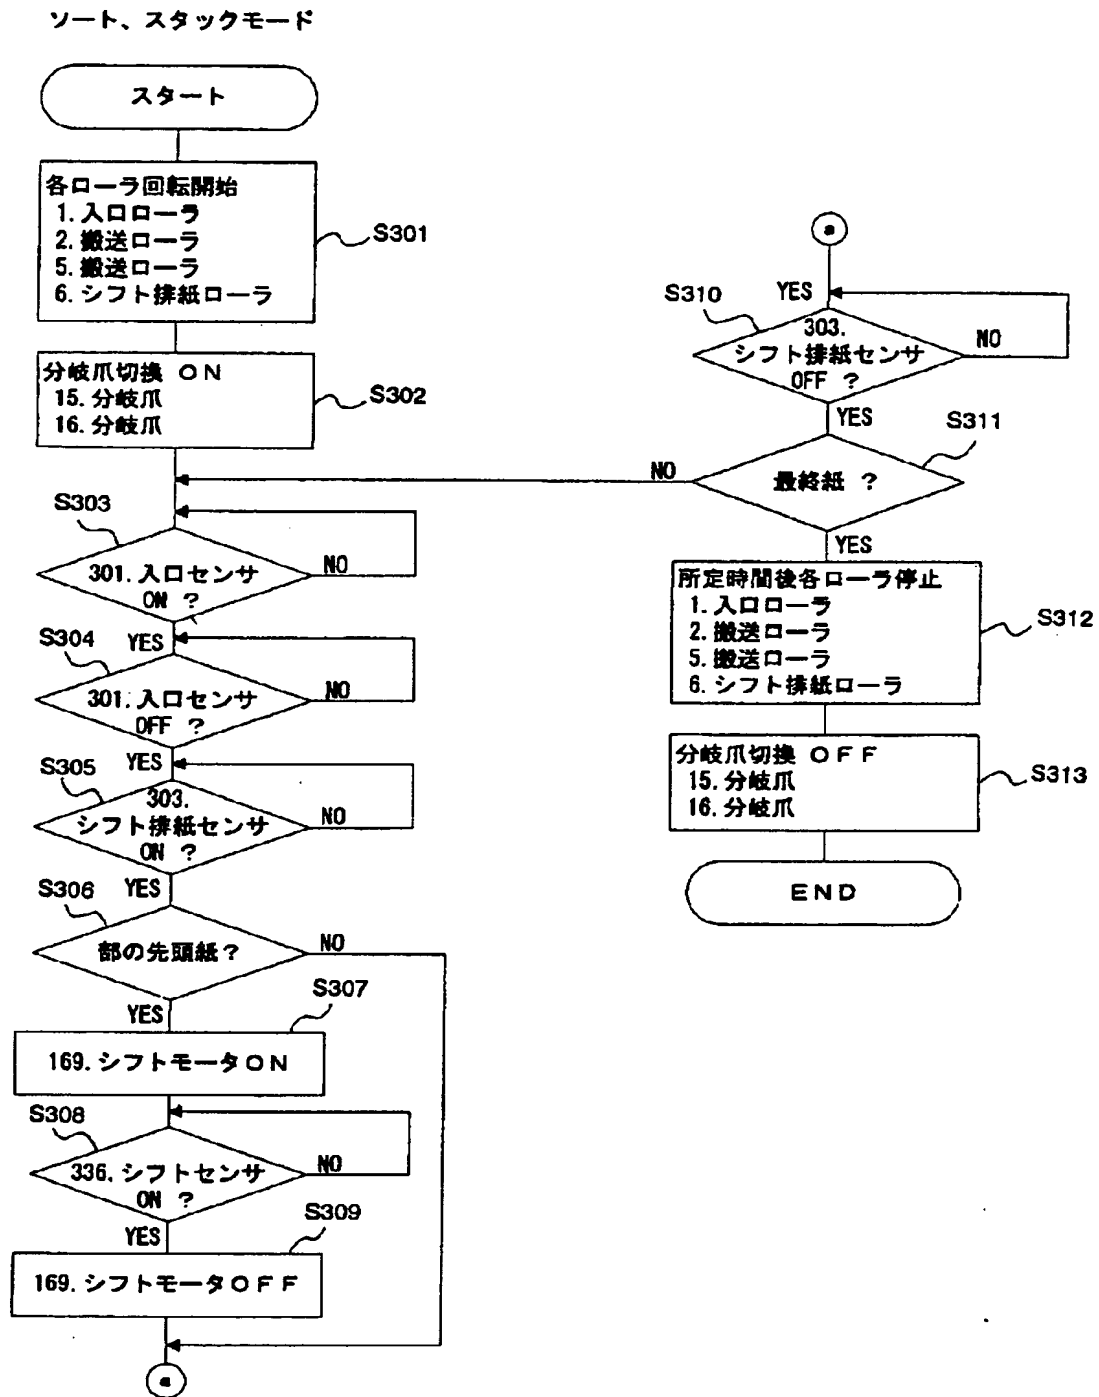 ソート、スタックモード
スタート
各ローラ回転開始
1. 入口ローラ
2. 搬送ローラ
5. 搬送ローラ
6. シフト排紙ローラ
S301
分岐爪切換 ON
15. 分岐爪
16. 分岐爪
S302
S303
301. 入口センサ
ON ?
NO
YES
S304
301. 入口センサ
OFF ?
NO
YES
S305
303.
シフト排紙センサ
ON ?
NO
YES
S306
部の先頭紙?
NO
YES
S307
169. シフトモータON
S308
336. シフトセンサ
ON ?
NO
YES
S309
169. シフトモータOFF
a
a
YES
S310
303.
シフト排紙センサ
OFF ?
NO
YES
S311
最終紙 ?
NO
YES
所定時間後各ローラ停止
1. 入口ローラ
2. 搬送ローラ
5. 搬送ローラ
6. シフト排紙ローラ
S312
分岐爪切換 OFF
15. 分岐爪
16. 分岐爪
S313
END